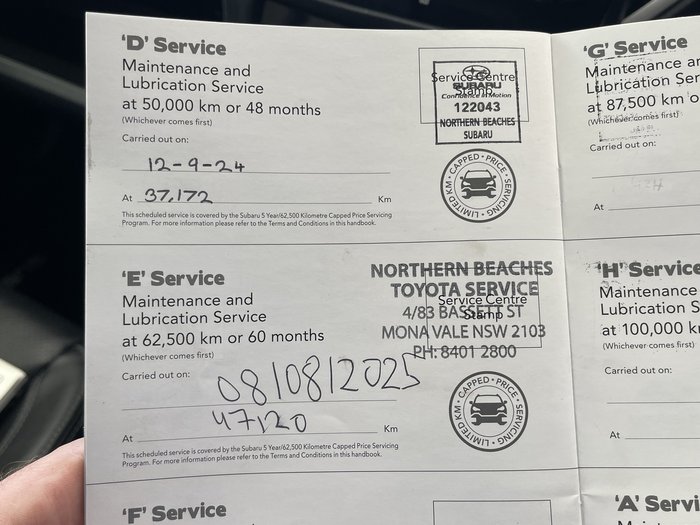 'D' Service
Maintenance and
Lubrication Service
at 50,000 km or 48 months
(Whichever comes first)
Carried out on:
12-9-24
At 37,172 Km
This scheduled service is covered by the Subaru 5 Year/62,500 Kilometre Capped Price Servicing
Program. For more information please refer to the Terms and Conditions in this handbook.
Service Centre
Stamp
SUBARU
Confidence in Motion
122043
NORTHERN BEACHES
SUBARU
CAPPED • PRICE • SERVICING • LIMITED KM •
'E' Service
Maintenance and
Lubrication Service
at 62,500 km or 60 months
(Whichever comes first)
Carried out on:
08/08/2025
47120
At Km
This scheduled service is covered by the Subaru 5 Year/62,500 Kilometre Capped Price Servicing
Program. For more information please refer to the Terms and Conditions in this handbook.
NORTHERN BEACHES
TOYOTA SERVICE
Service Centre
Stamp
4/83 BASSETT ST
MONA VALE NSW 2103
PH: 8401 2800
CAPPED • PRICE • SERVICING • LIMITED KM •
'F' Service
'G' Service
Maintenance ar
Lubrication Ser
at 87,500 km o
(Whichever comes first)
Carried out on:
At
'H' Service
Maintenance
Lubrication S
at 100,000 k
(Whichever comes first)
Carried out on:
At
'A' Servi